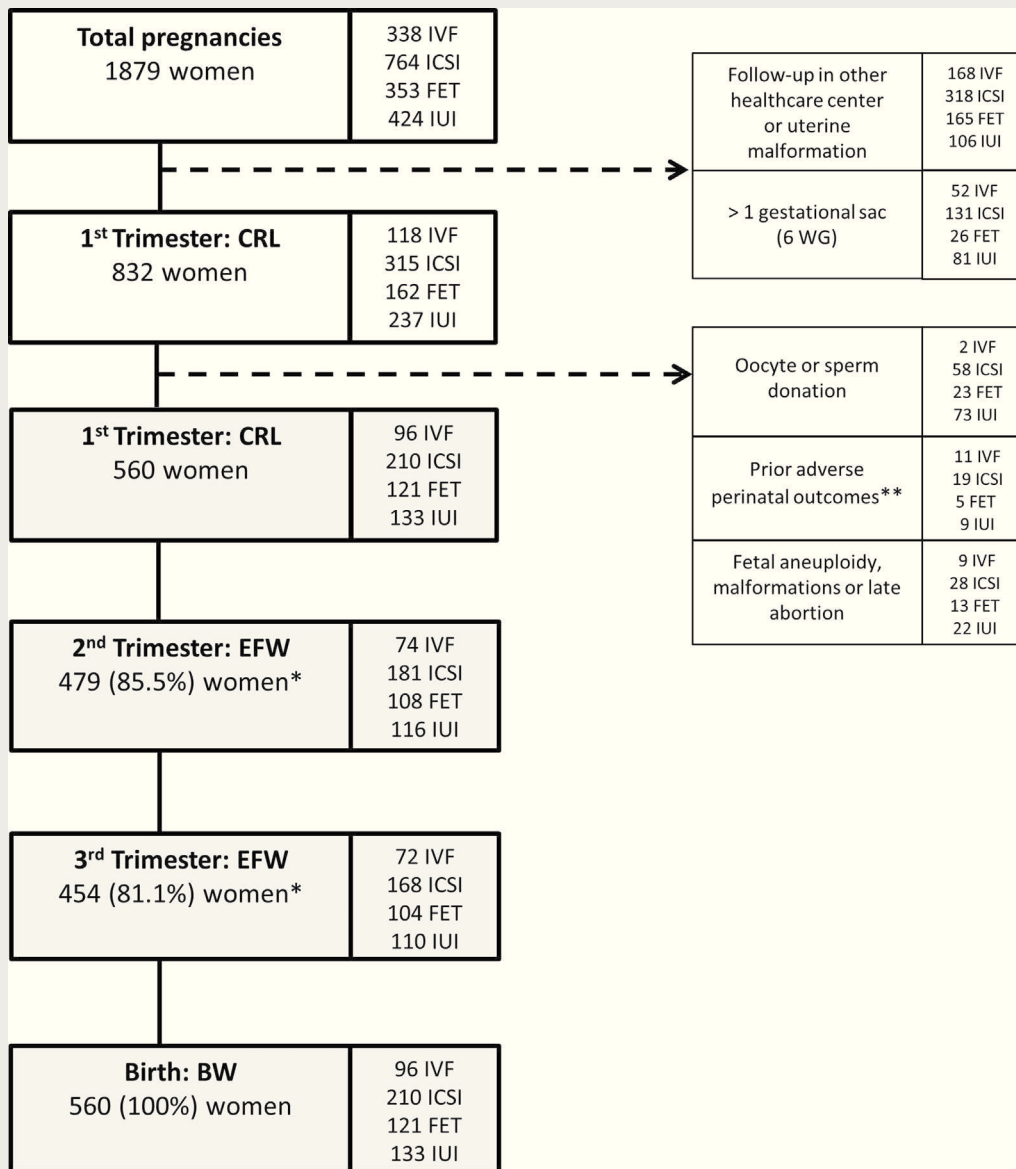 Total pregnancies
1879 women
338 IVF
764 ICSI
353 FET
424 IUI
Follow-up in other
healthcare center
or uterine
malformation
168 IVF
318 ICSI
165 FET
106 IUI
> 1 gestational sac
(6 WG)
52 IVF
131 ICSI
26 FET
81 IUI
1st Trimester: CRL
832 women
118 IVF
315 ICSI
162 FET
237 IUI
Oocyte or sperm
donation
2 IVF
58 ICSI
23 FET
73 IUI
Prior adverse
perinatal outcomes**
11 IVF
19 ICSI
5 FET
9 IUI
Fetal aneuploidy,
malformations or late
abortion
9 IVF
28 ICSI
13 FET
22 IUI
1st Trimester: CRL
560 women
96 IVF
210 ICSI
121 FET
133 IUI
2nd Trimester: EFW
479 (85.5%) women*
74 IVF
181 ICSI
108 FET
116 IUI
3rd Trimester: EFW
454 (81.1%) women*
72 IVF
168 ICSI
104 FET
110 IUI
Birth: BW
560 (100%) women
96 IVF
210 ICSI
121 FET
133 IUI